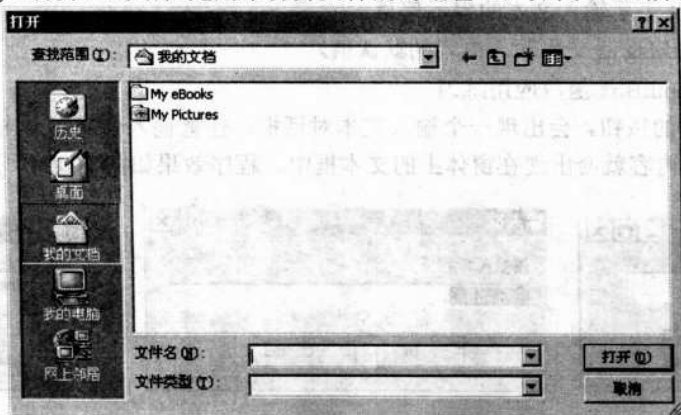 打开
查找范围(I): 我的文档
My eBooks
My Pictures
历史
桌面
我的文档
我的电脑
网上邻居
文件名(N): 打开(O)
文件类型(T): 取消